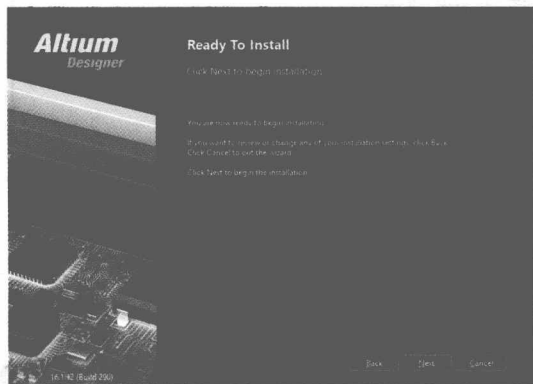 Altium
Designer
Ready To Install
Click Next to begin installation
You are now ready to begin installation.
If you want to review or change any of your installation settings, click Back.
Click Cancel to exit the wizard.
Click Next to begin the installation
16.1.12 (Build 290)
Back
Next
Cancel